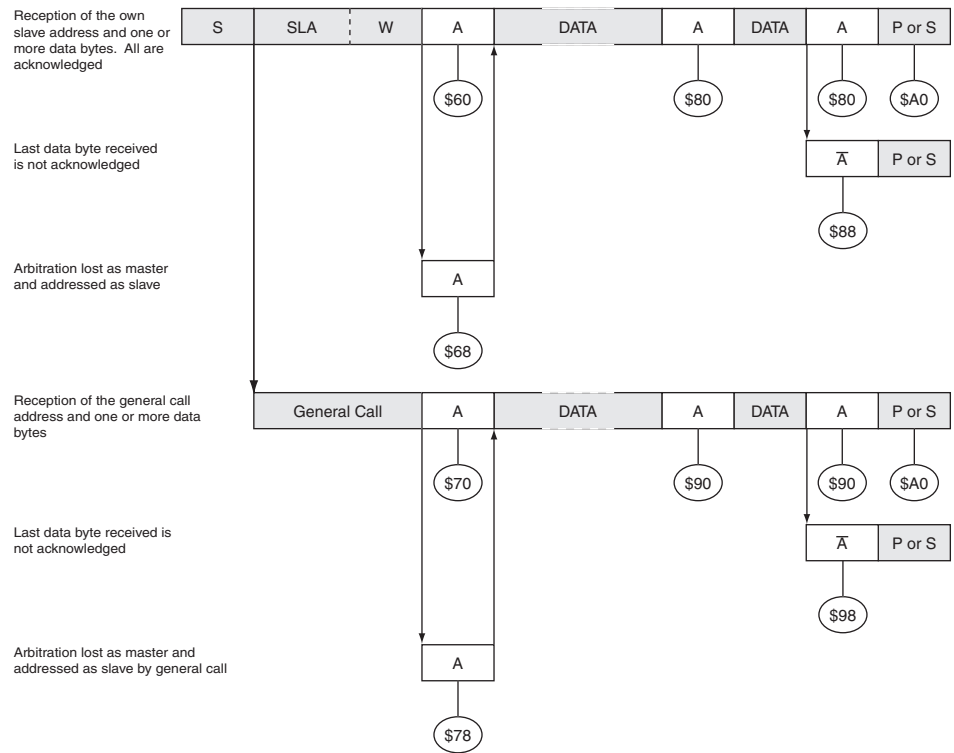 Reception of the own
slave address and one or
more data bytes. All are
acknowledged
S SLA W A DATA A DATA A P or S
$60 $80 $80 $A0
Last data byte received
is not acknowledged
A̅ P or S
$88
Arbitration lost as master
and addressed as slave
A
$68
Reception of the general call
address and one or more data
bytes
General Call A DATA A DATA A P or S
$70 $90 $90 $A0
Last data byte received is
not acknowledged
A̅ P or S
$98
Arbitration lost as master and
addressed as slave by general call
A
$78